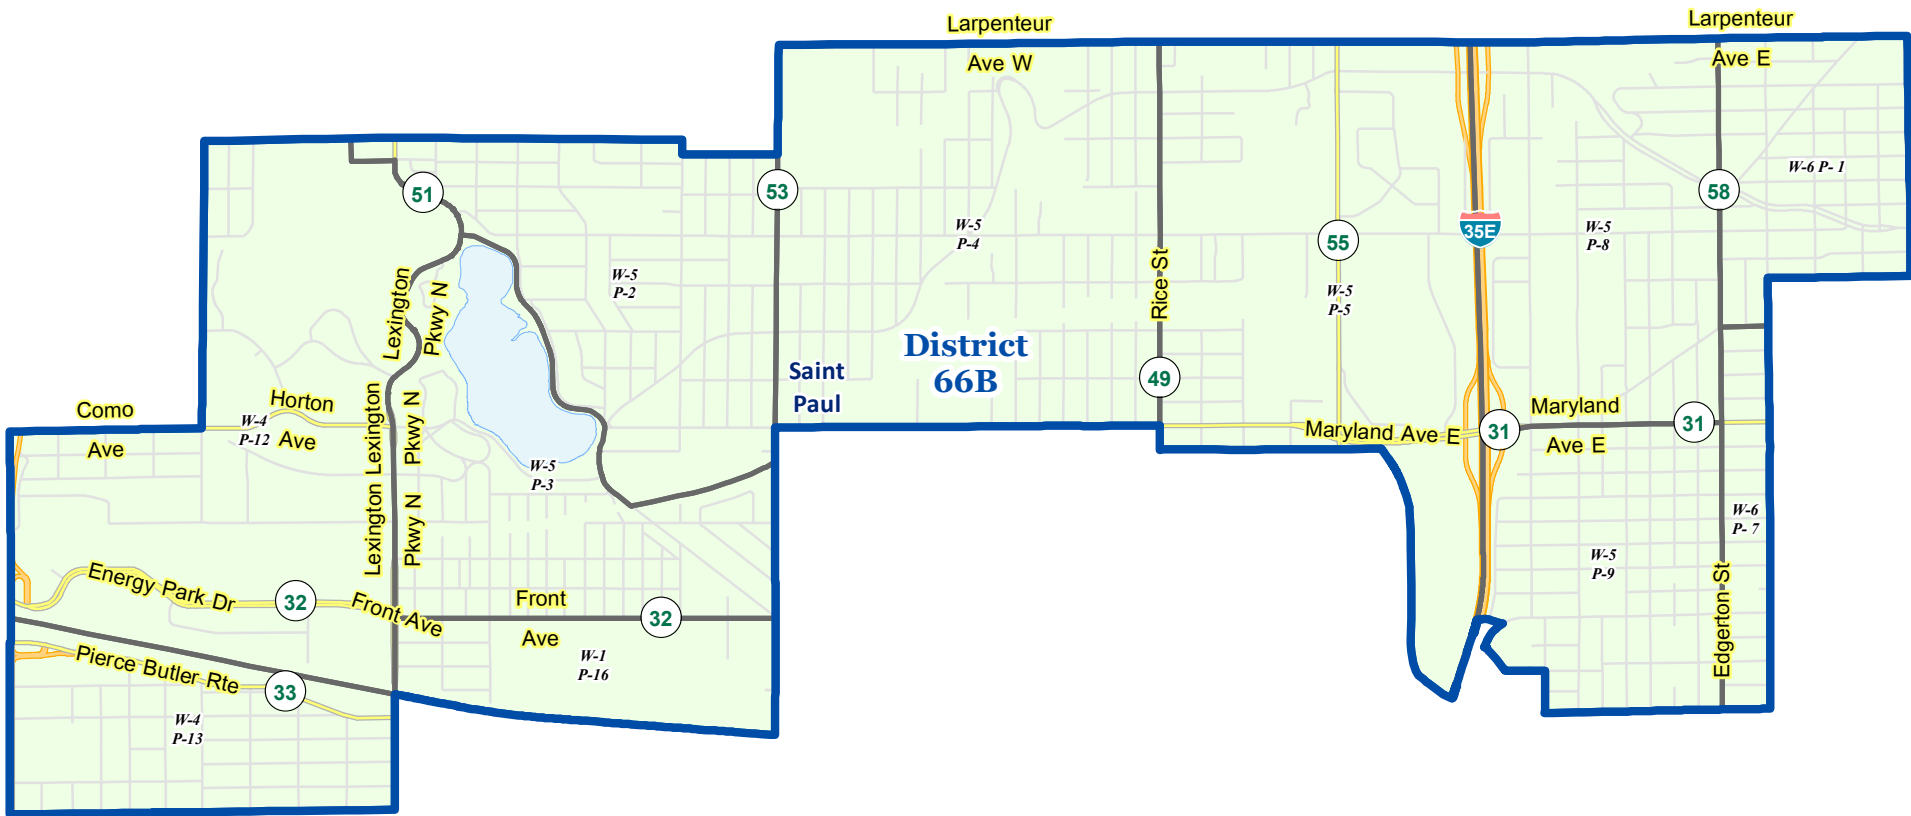 Larpenteur
Ave W
Larpenteur
Ave E
51
53
58
W-6 P- 1
W-5
P-4
55
35E
W-5
P-8
W-5
P-2
W-5
P-5
Rice St
Lexington
Pkwy N
District
66B
Saint
Paul
49
Como
Ave
Horton
Ave
W-4
P-12
Lexington
Pkwy N
Maryland Ave E
31
Maryland
Ave E
31
W-5
P-3
Lexington
Pkwy N
W-6
P- 7
W-5
P-9
Energy Park Dr
32
Front Ave
Front
Ave
32
Edgerton St
W-1
P-16
Pierce Butler Rte
33
W-4
P-13